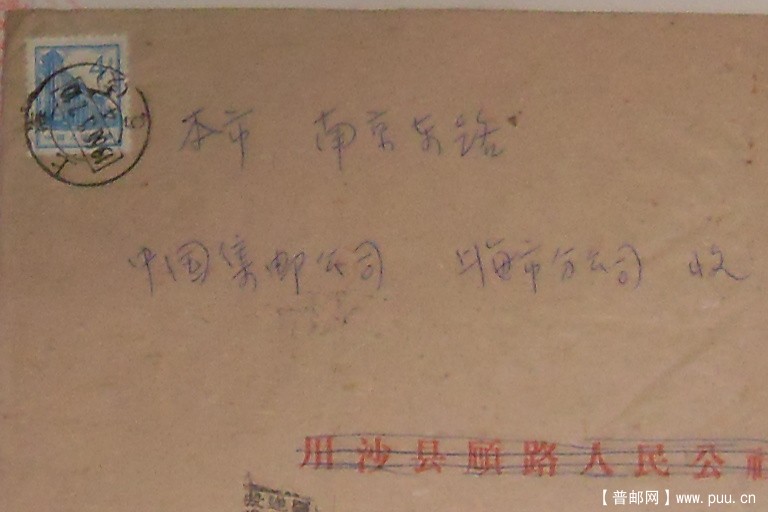 本市 南京东路
中国集邮公司 上海市分公司 收
川沙县顾路人民公社
【普邮网】www.puu.cn